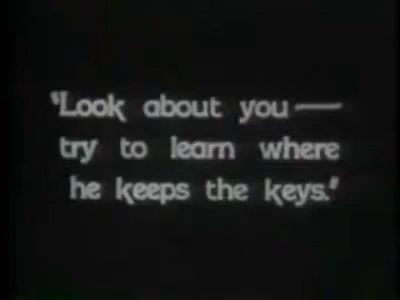 "Look about you—
try to learn where
he keeps the keys."